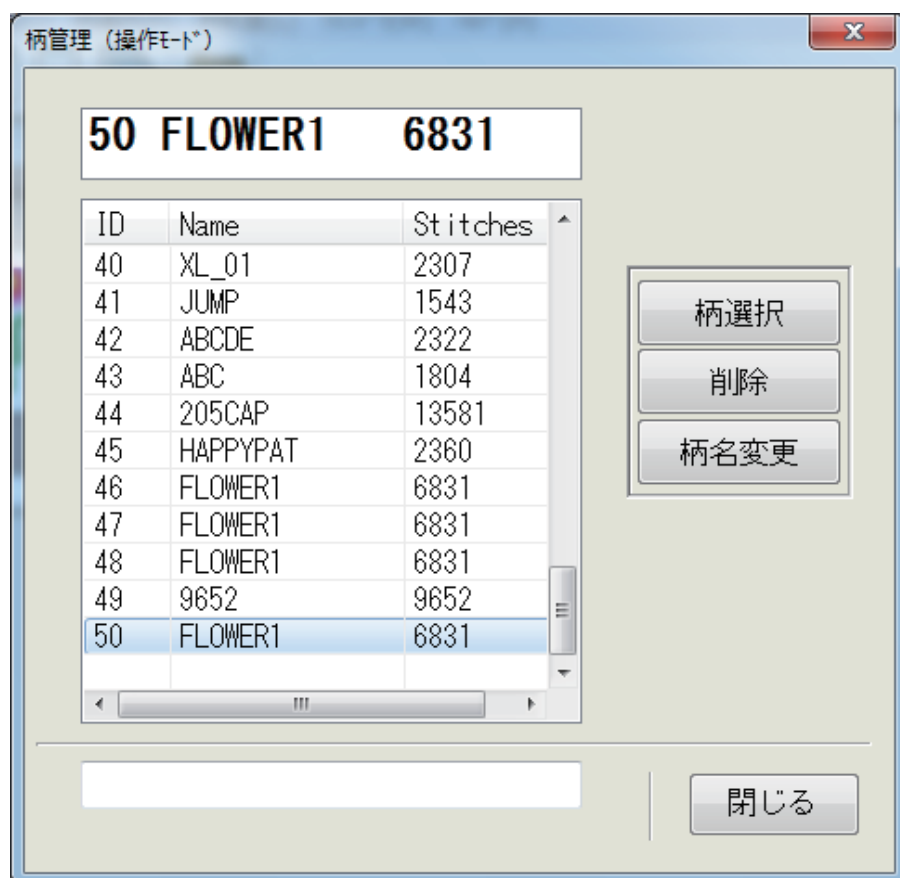 柄管理（操作ﾓｰﾄﾞ）
50 FLOWER1 6831
ID Name Stitches
40 XL_01 2307
41 JUMP 1543
42 ABCDE 2322
43 ABC 1804
44 205CAP 13581
45 HAPPYPAT 2360
46 FLOWER1 6831
47 FLOWER1 6831
48 FLOWER1 6831
49 9652 9652
50 FLOWER1 6831
柄選択
削除
柄名変更
閉じる